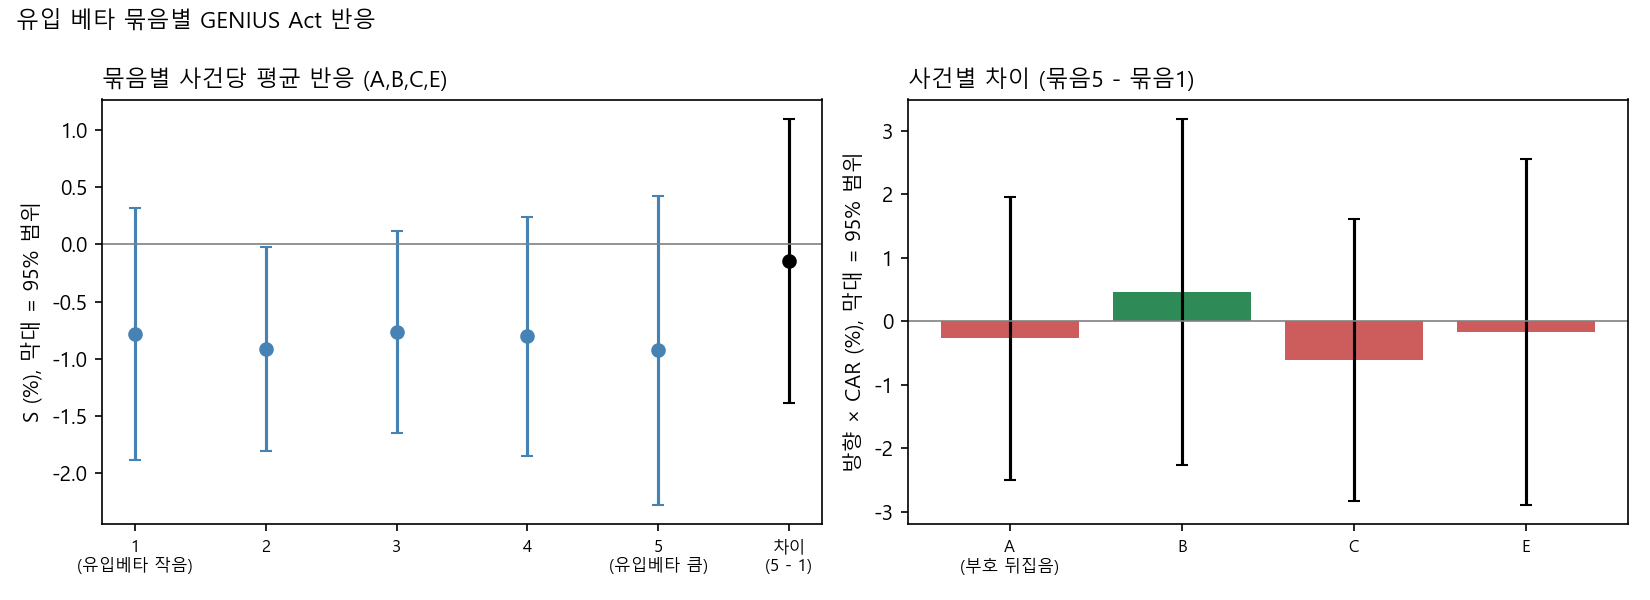 유입 베타 묶음별 GENIUS Act 반응
묶음별 사건당 평균 반응 (A,B,C,E)
S (%), 막대 = 95% 범위
1.0
0.5
0.0
-0.5
-1.0
-1.5
-2.0
1
(유입베타 작음)
2
3
4
5
(유입베타 큼)
차이
(5 - 1)
사건별 차이 (묶음5 - 묶음1)
방향 × CAR (%), 막대 = 95% 범위
3
2
1
0
-1
-2
-3
A
(부호 뒤집음)
B
C
E